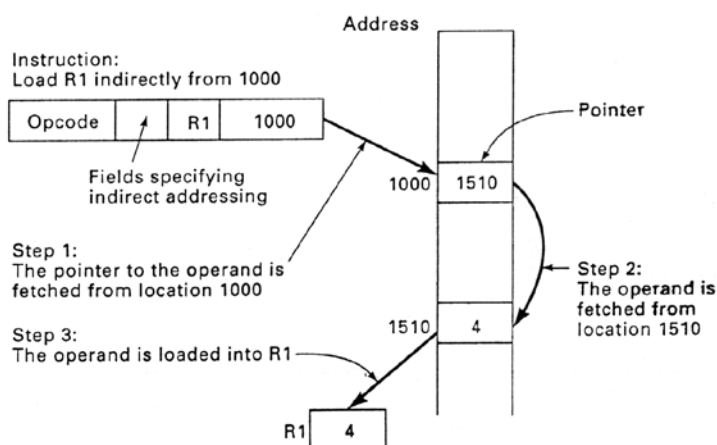 Address
Instruction:
Load R1 indirectly from 1000
Opcode R1 1000
Pointer
Fields specifying
indirect addressing
1000 1510
Step 1:
The pointer to the operand is
fetched from location 1000
Step 2:
The operand is
fetched from
location 1510
1510 4
Step 3:
The operand is loaded into R1
R1 4